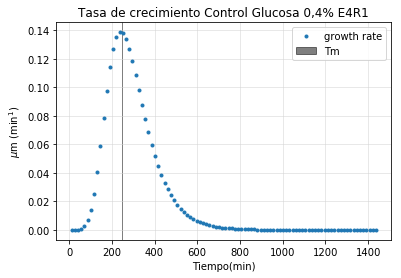 Tasa de crecimiento Control Glucosa 0,4% E4R1
growth rate
Tm
μm (min¹)
0.14
0.12
0.10
0.08
0.06
0.04
0.02
0.00
0 200 400 600 800 1000 1200 1400
Tiempo(min)